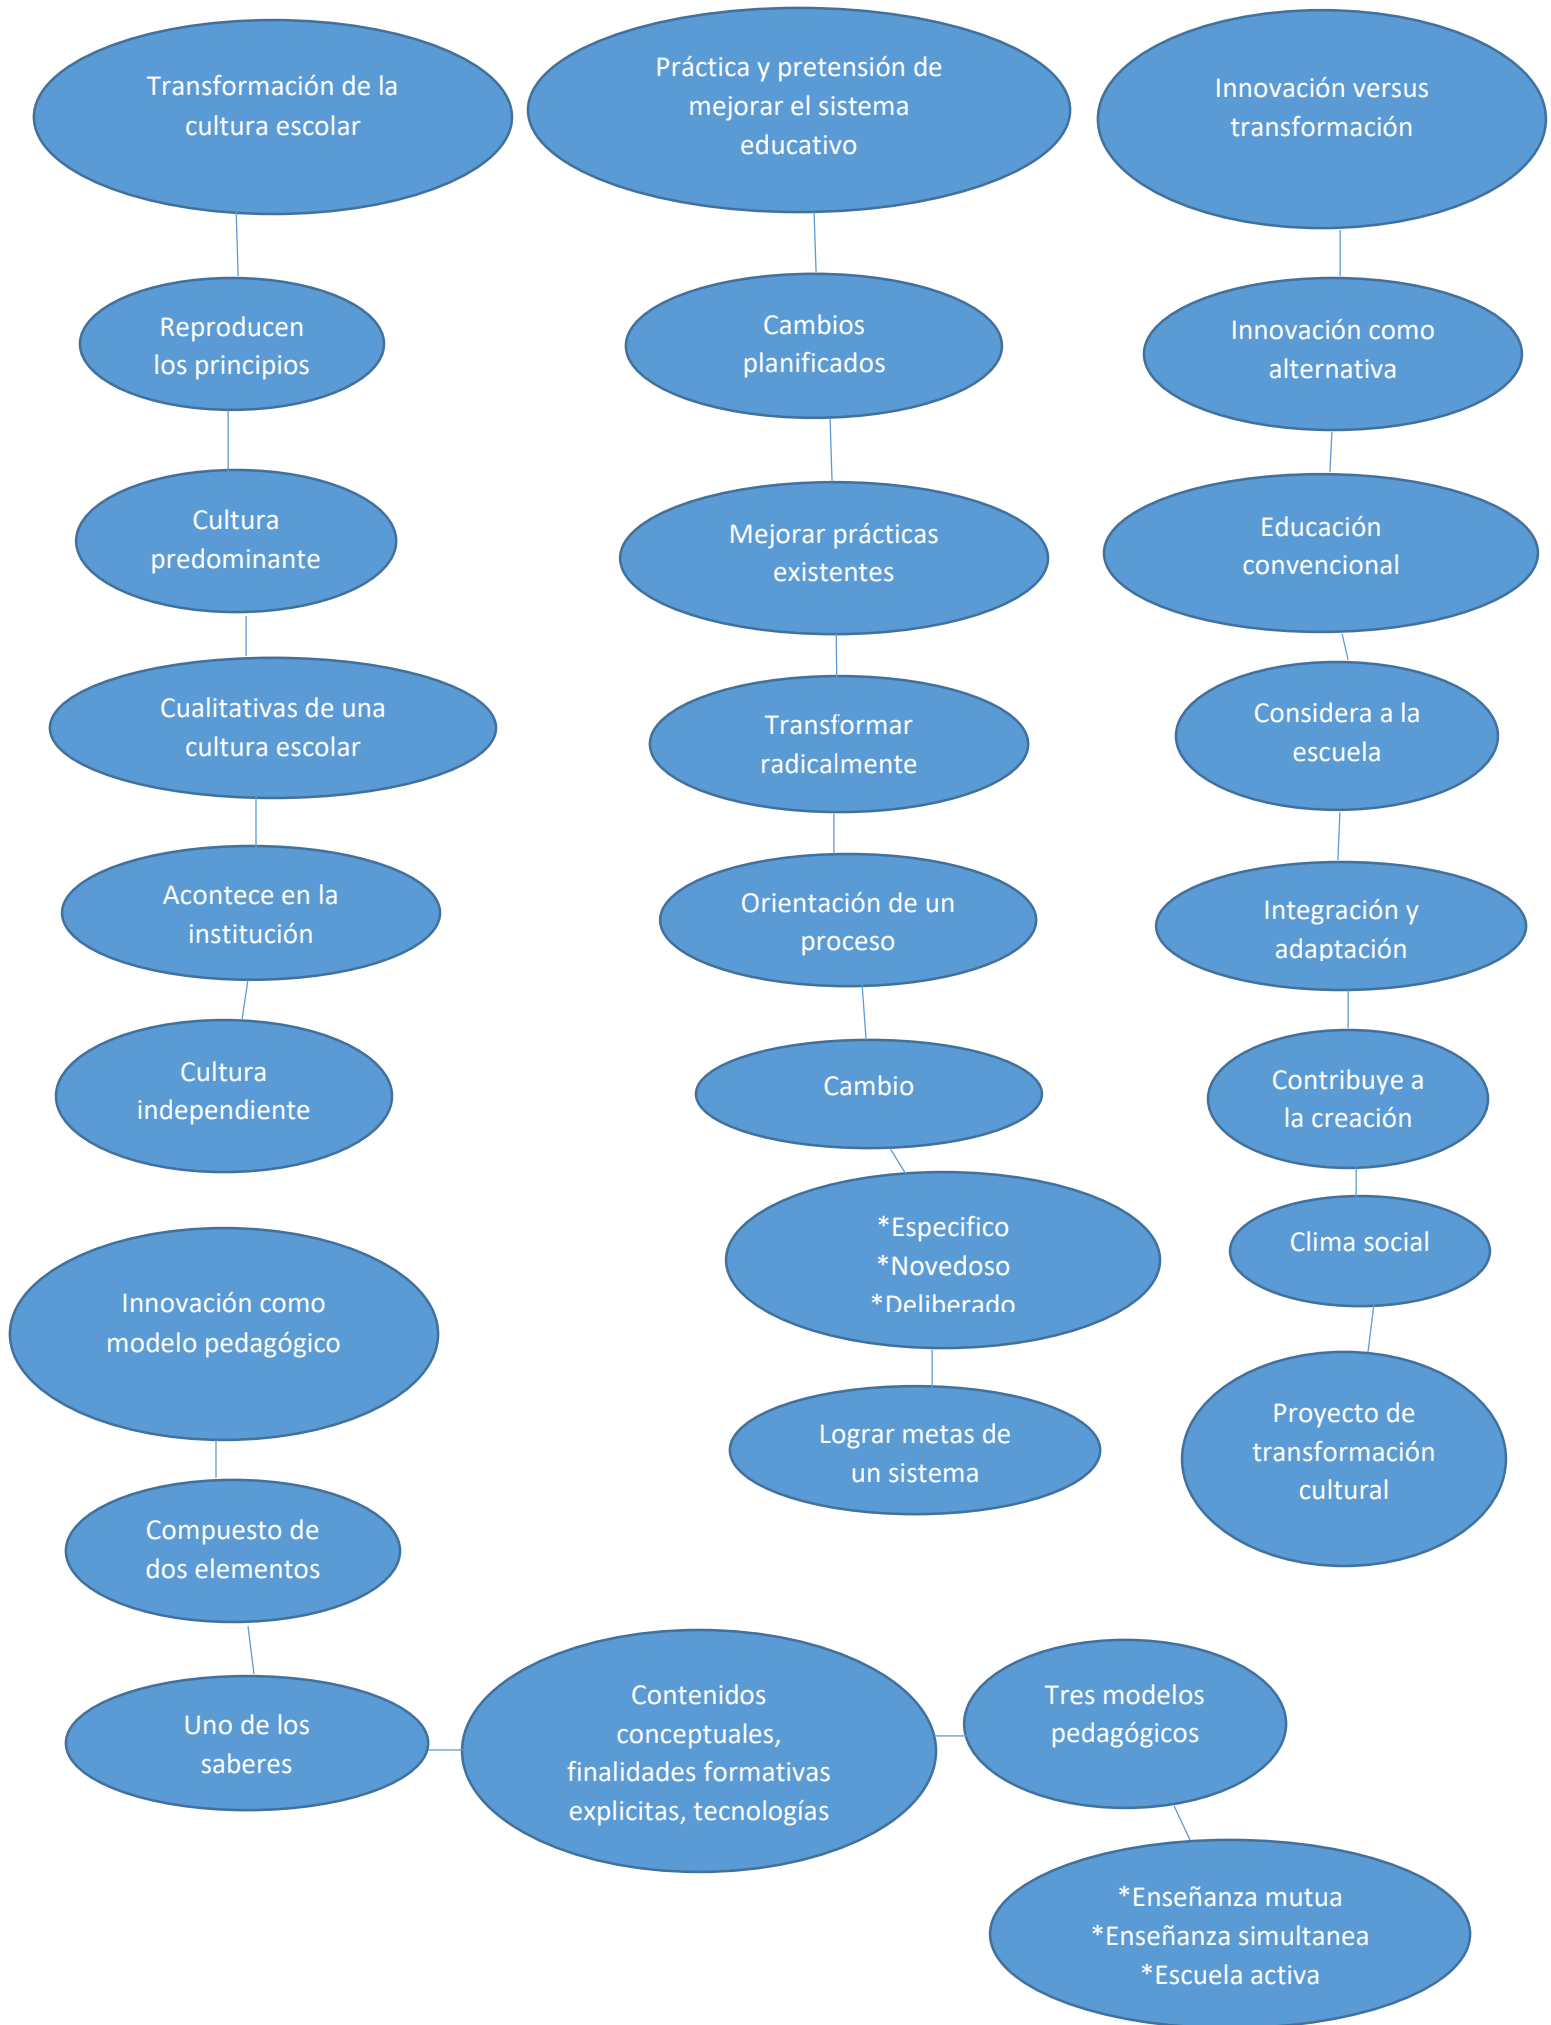 Transformación de la
cultura escolar
Reproducen
los principios
Cultura
predominante
Cualitativas de una
cultura escolar
Acontece en la
institución
Cultura
independiente
Práctica y pretensión de
mejorar el sistema
educativo
Cambios
planificados
Mejorar prácticas
existentes
Transformar
radicalmente
Orientación de un
proceso
Cambio
*Especifico
*Novedoso
*Deliberado
Lograr metas de
un sistema
Innovación versus
transformación
Innovación como
alternativa
Educación
convencional
Considera a la
escuela
Integración y
adaptación
Contribuye a
la creación
Clima social
Proyecto de
transformación
cultural
Innovación como
modelo pedagógico
Compuesto de
dos elementos
Uno de los
saberes
Contenidos
conceptuales,
finalidades formativas
explicitas, tecnologías
Tres modelos
pedagógicos
*Enseñanza mutua
*Enseñanza simultanea
*Escuela activa